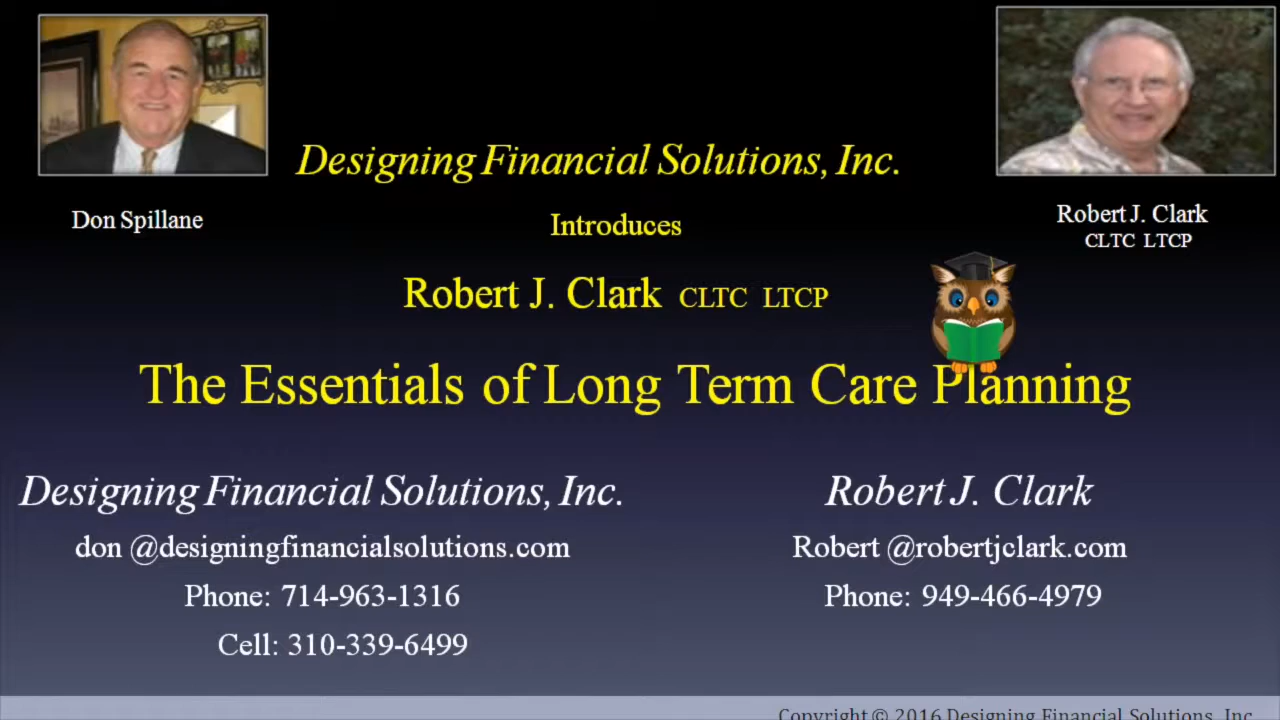 Designing Financial Solutions, Inc.
Don Spillane
Robert J. Clark
CLTC LTCP
Introduces
Robert J. Clark CLTC LTCP
The Essentials of Long Term Care Planning
Designing Financial Solutions, Inc.
don @designingfinancialsolutions.com
Phone: 714-963-1316
Cell: 310-339-6499
Robert J. Clark
Robert @robertjclark.com
Phone: 949-466-4979
Copyright © 2016 Designing Financial Solutions, Inc.